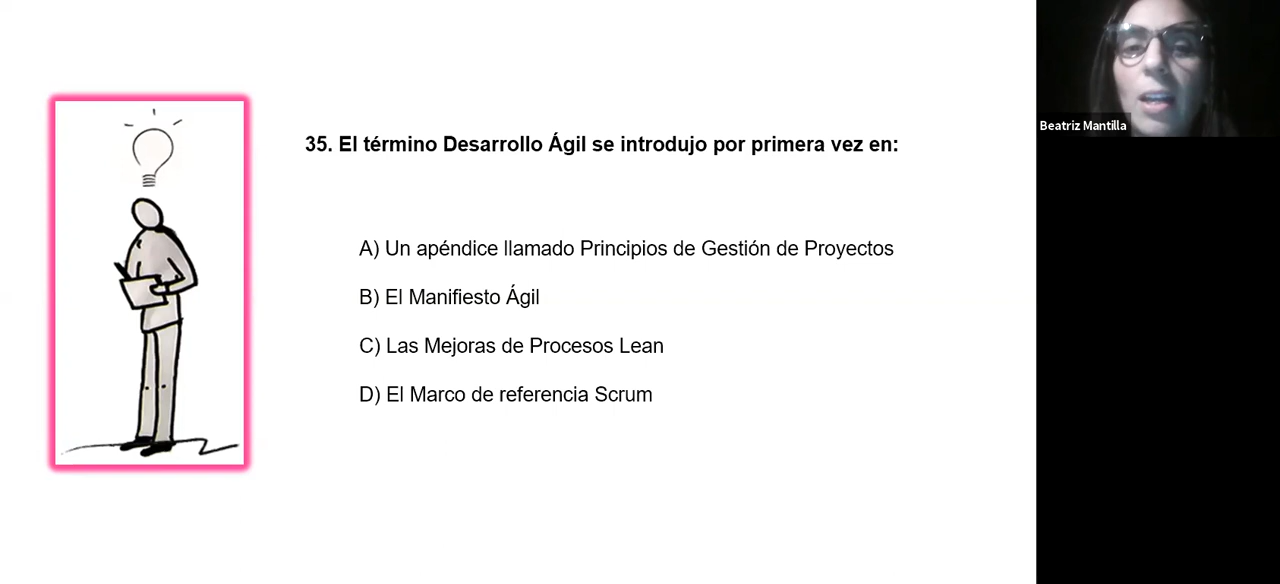 35. El término Desarrollo Ágil se introdujo por primera vez en:
A) Un apéndice llamado Principios de Gestión de Proyectos
B) El Manifiesto Ágil
C) Las Mejoras de Procesos Lean
D) El Marco de referencia Scrum
Beatriz Mantilla